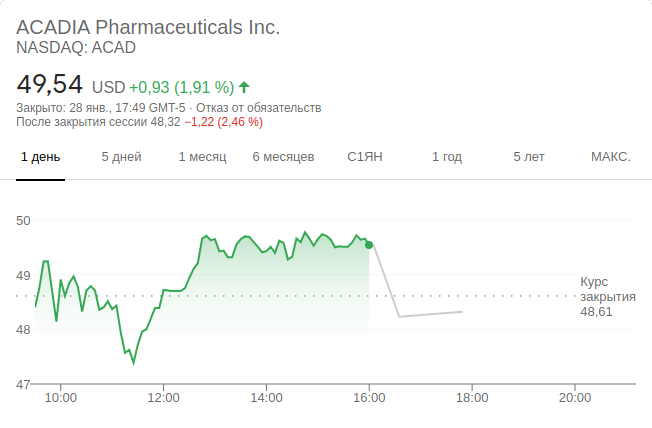 ACADIA Pharmaceuticals Inc.
NASDAQ: ACAD
49,54 USD +0,93 (1,91 %)
Закрыто: 28 янв., 17:49 GMT-5 · Отказ от обязательств
После закрытия сессии 48,32 −1,22 (2,46 %)
1 день 5 дней 1 месяц 6 месяцев С1ЯН 1 год 5 лет МАКС.
50
49
Курс
закрытия
48,61
48
47
10:00 12:00 14:00 16:00 18:00 20:00